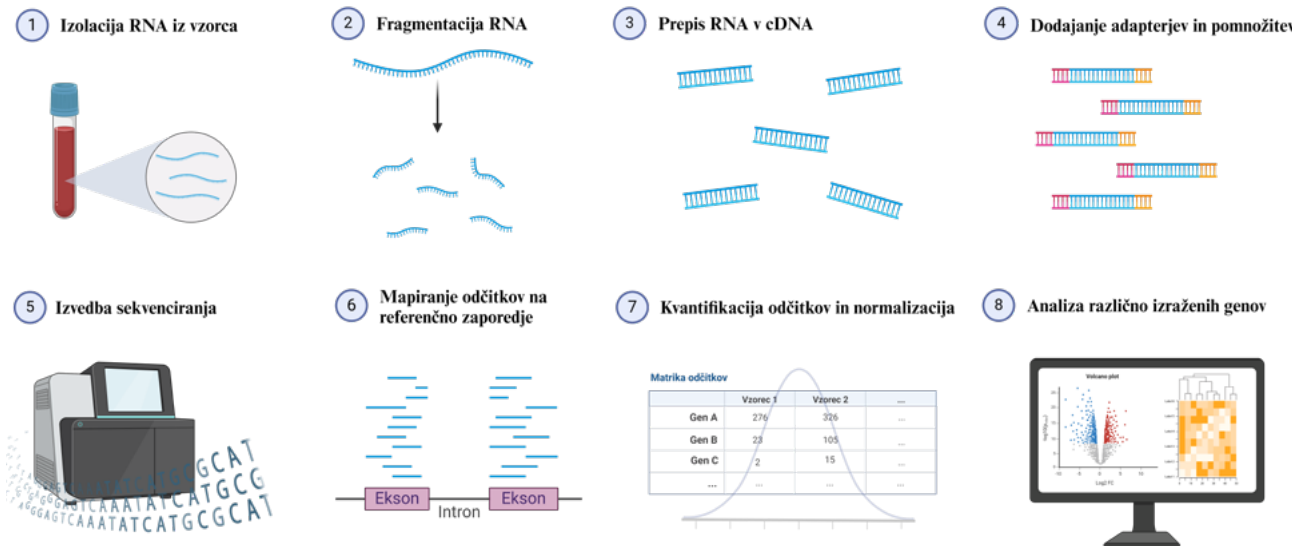 1 Izolacija RNA iz vzorca
2 Fragmentacija RNA
3 Prepis RNA v cDNA
4 Dodajanje adapterjev in pomnožitev
5 Izvedba sekvenciranja
GAGTCAAATATCATGCGCAT
6 Mapiranje odčitkov na
referenčno zaporedje
Ekson
Intron
Ekson
7 Kvantifikacija odčitkov in normalizacija
Matrika odčitkov
Vzorec 1 Vzorec 2 ...
Gen A 276 326 ...
Gen B 23 105 ...
Gen C 2 15 ...
... ... ... ...
8 Analiza različno izraženih genov
Volcano plot
Log2 FC